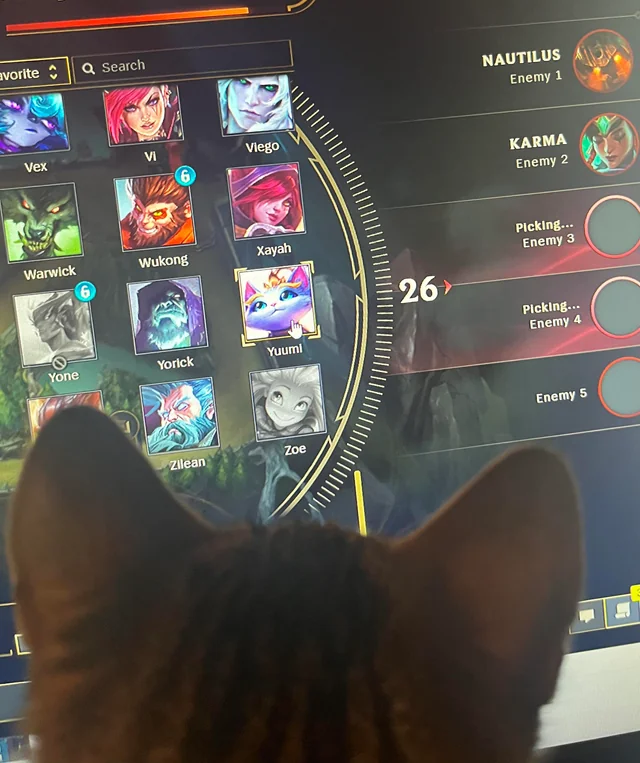 avorite
Search
Vex
Vi
Viego
6
Warwick
Wukong
Xayah
6
Yone
Yorick
Yuumi
Zilean
Zoe
NAUTILUS
Enemy 1
KARMA
Enemy 2
Picking...
Enemy 3
26
Picking...
Enemy 4
Enemy 5